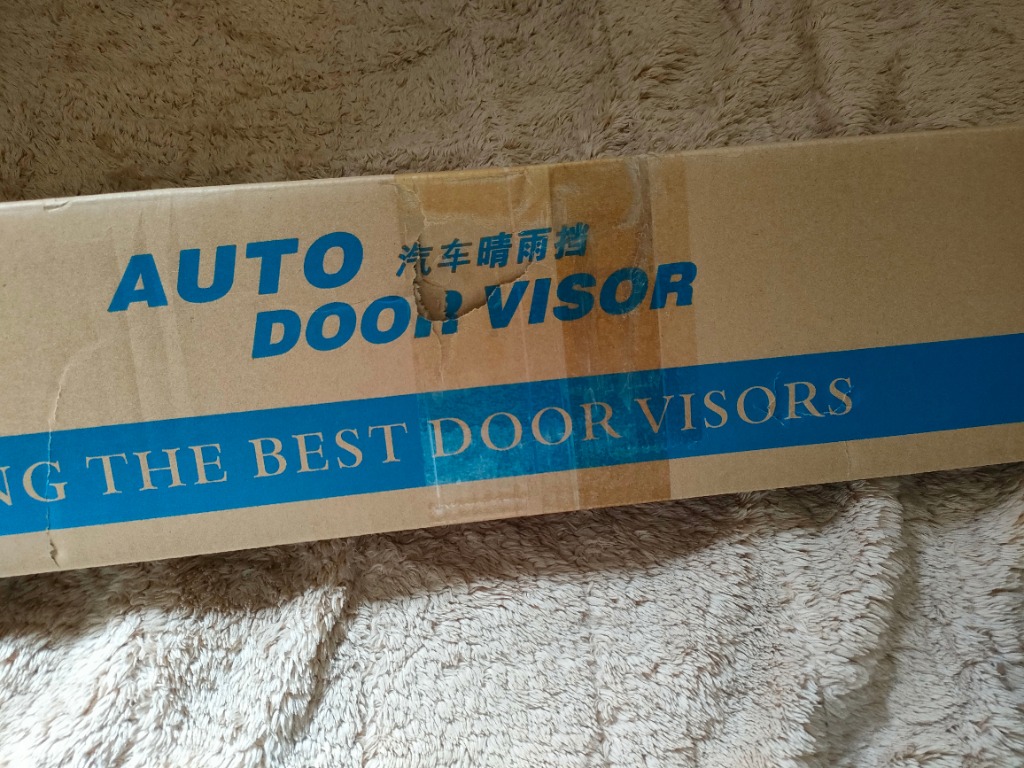 AUTO 汽车晴雨挡
DOOR VISOR
NG THE BEST DOOR VISORS